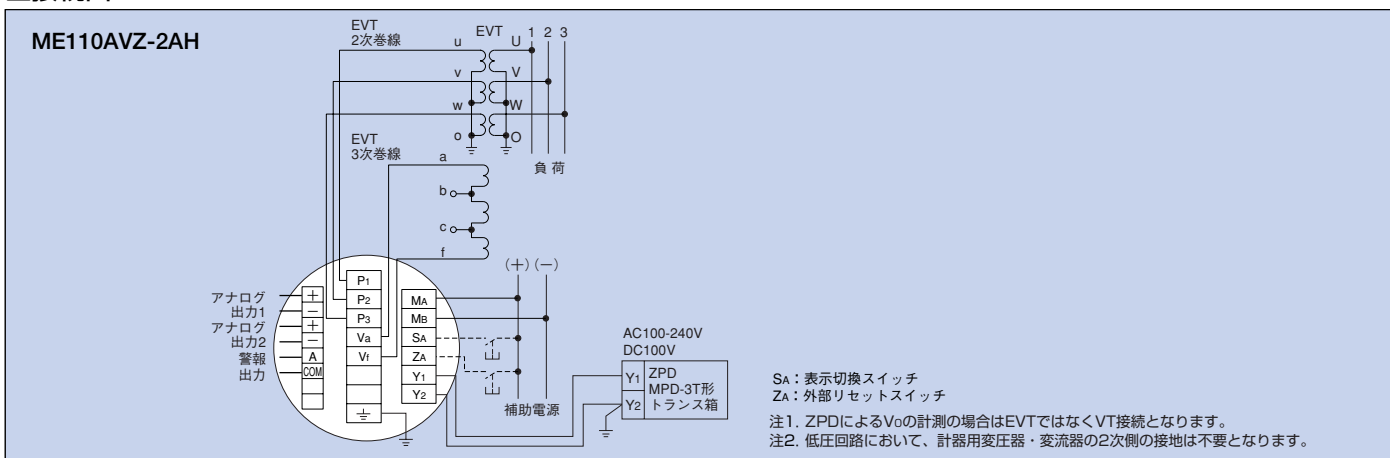 ME110AVZ-2AH
EVT
2次巻線
EVT
1 2 3
u
U
v
V
w
W
o
O
負 荷
EVT
3次巻線
a
b
c
f
(+) (−)
P1
P2
P3
Va
Vf
MA
MB
SA
ZA
Y1
Y2
アナログ
出力1
アナログ
出力2
警報
出力
+
−
+
−
A
COM
補助電源
AC100-240V
DC100V
Y1
Y2
ZPD
MPD-3T形
トランス箱
SA：表示切換スイッチ
ZA：外部リセットスイッチ
注1. ZPDによるV0の計測の場合はEVTではなくVT接続となります。
注2. 低圧回路において、計器用変圧器・変流器の2次側の接地は不要となります。